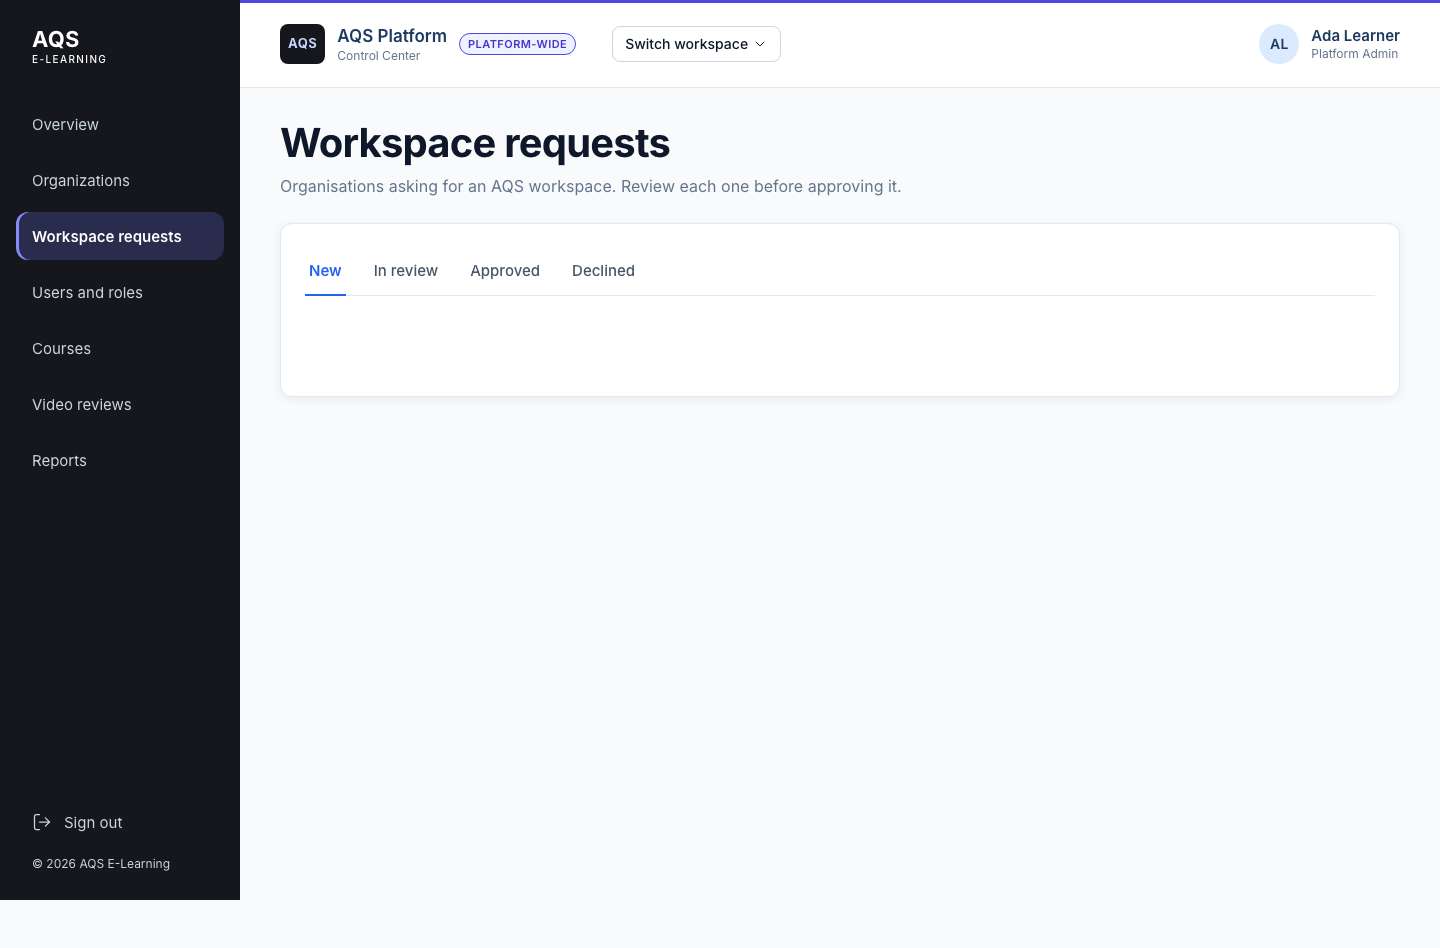 AQS
E-LEARNING
Overview
Organizations
Workspace requests
Users and roles
Courses
Video reviews
Reports
Sign out
© 2026 AQS E-Learning
AQS
AQS Platform
Control Center
PLATFORM-WIDE
Switch workspace
AL
Ada Learner
Platform Admin
Workspace requests
Organisations asking for an AQS workspace. Review each one before approving it.
New In review Approved Declined